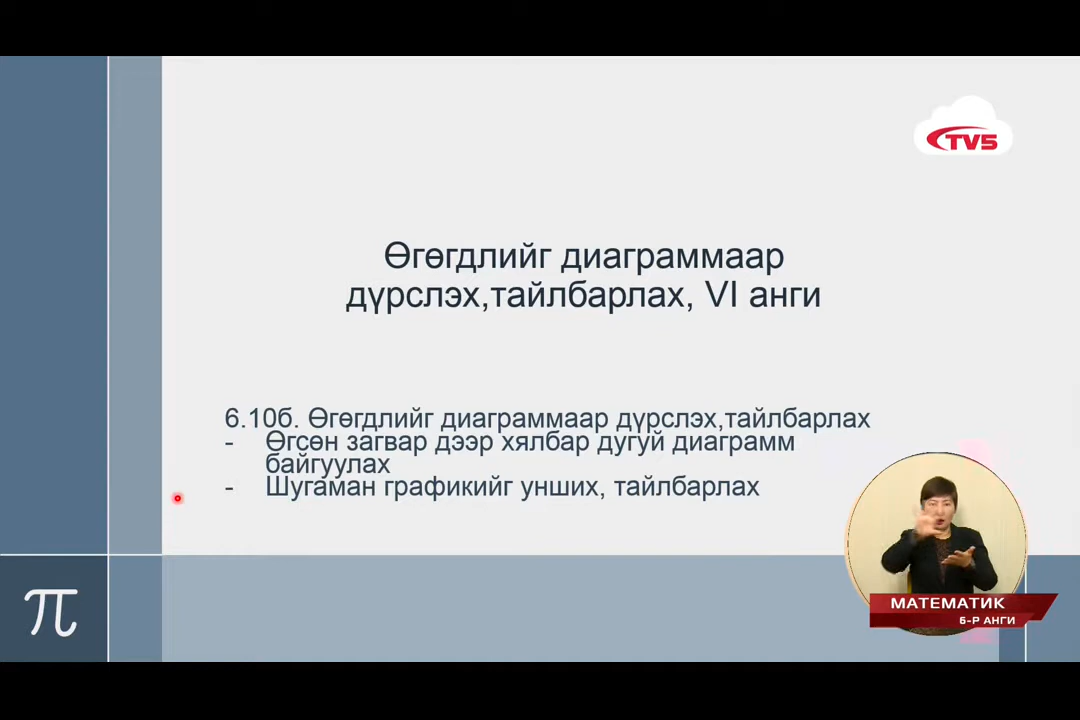 TV5
Өгөгдлийг диаграммаар
дүрслэх,тайлбарлах, VI анги
6.10б. Өгөгдлийг диаграммаар дүрслэх,тайлбарлах
- Өгсөн загвар дээр хялбар дугуй диаграмм
байгуулах
- Шугаман графикийг унших, тайлбарлах
π
МАТЕМАТИК
6-Р АНГИ